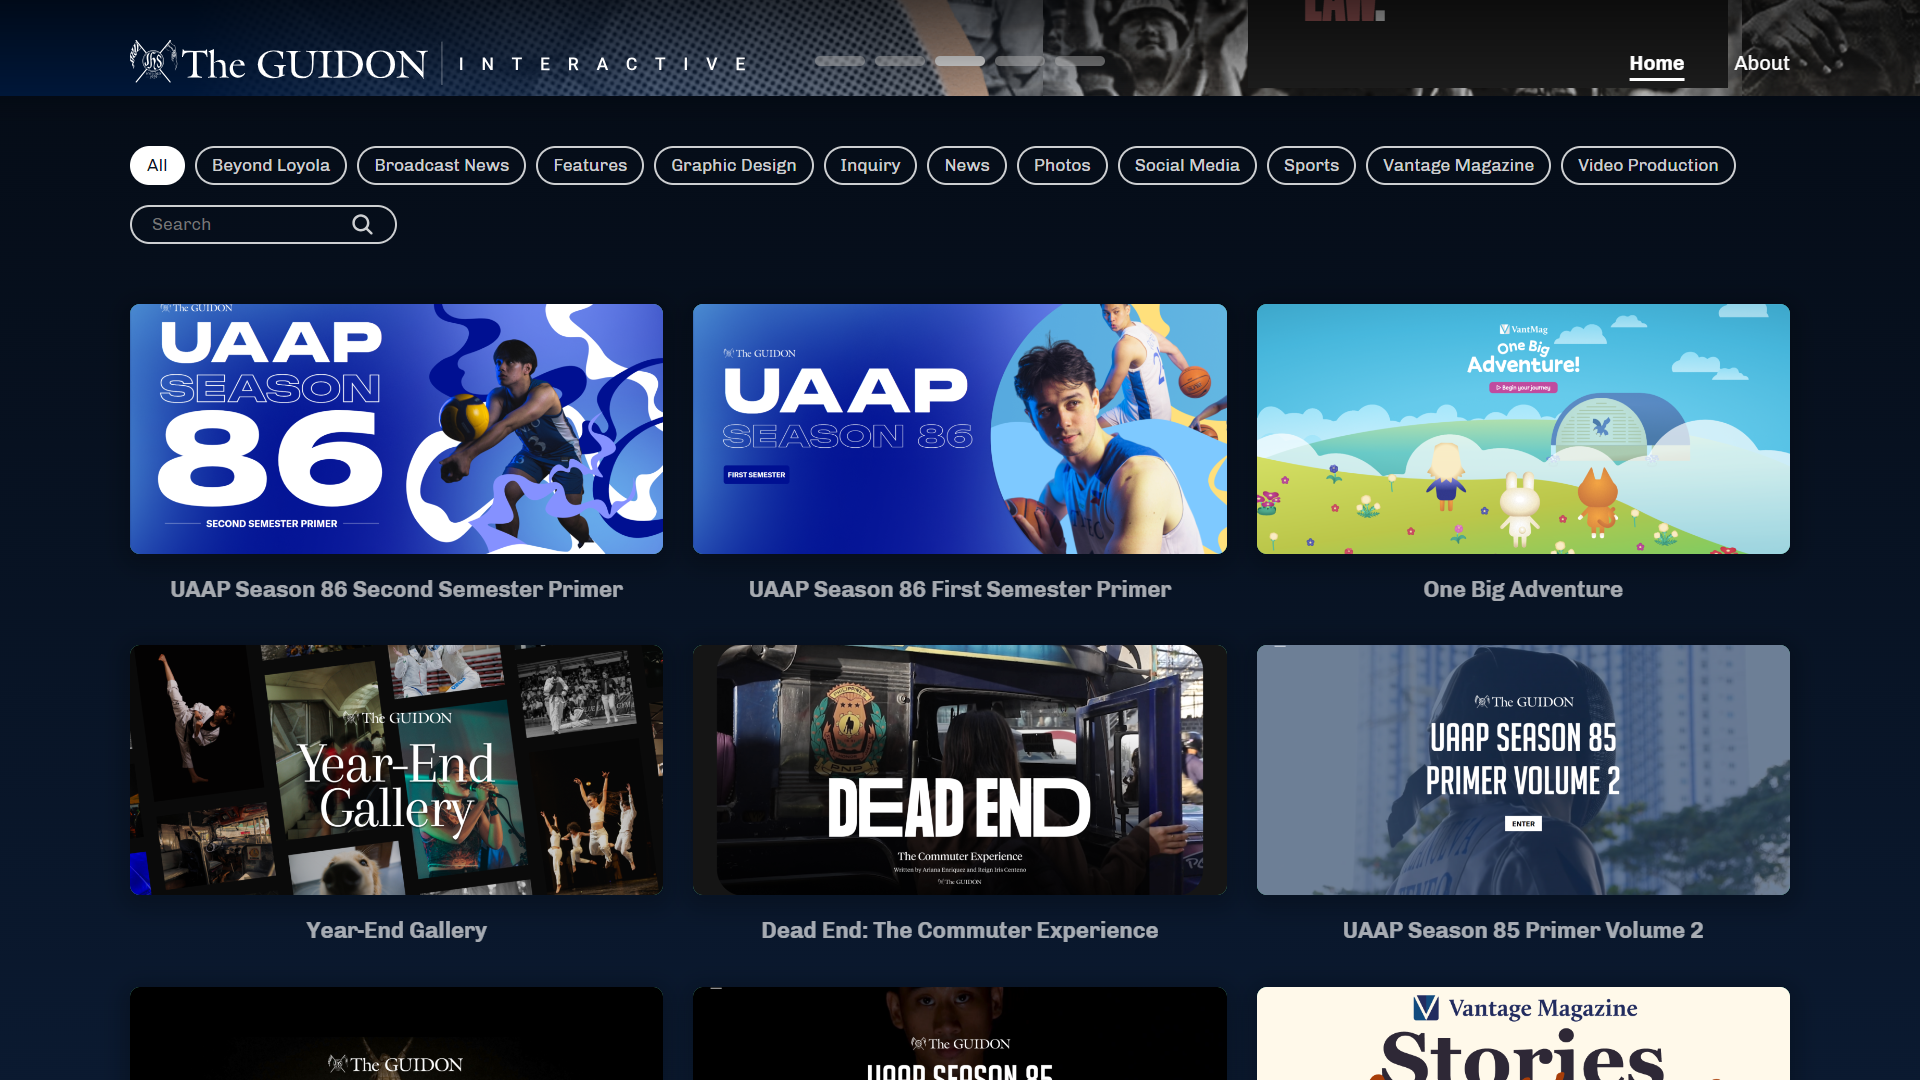 LAW.
The GUIDON
INTERACTIVE
Home
About
All
Beyond Loyola
Broadcast News
Features
Graphic Design
Inquiry
News
Photos
Social Media
Sports
Vantage Magazine
Video Production
Search
The GUIDON
UAAP
SEASON
86
SECOND SEMESTER PRIMER
The GUIDON
UAAP
SEASON 86
FIRST SEMESTER
VantMag
One Big
Adventure!
Begin your journey
UAAP Season 86 Second Semester Primer
UAAP Season 86 First Semester Primer
One Big Adventure
The GUIDON
Year-End
Gallery
PNP
DEAD END
The Commuter Experience
Written by Ariana Enriquez and Reign Iris Centeno
The GUIDON
The GUIDON
UAAP SEASON 85
PRIMER VOLUME 2
ENTER
Year-End Gallery
Dead End: The Commuter Experience
UAAP Season 85 Primer Volume 2
The GUIDON
The GUIDON
UAAP SEASON 85
Vantage Magazine
Stories